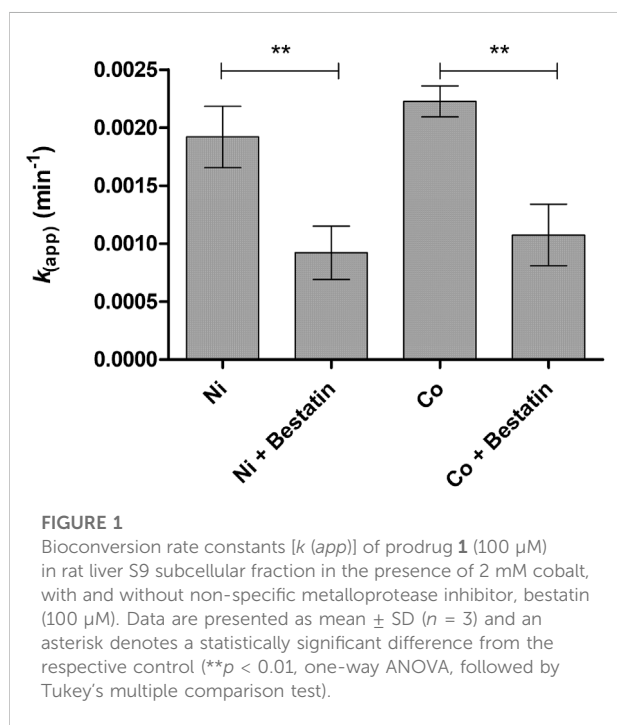 ** **
0.0025
0.0020
0.0015
0.0010
0.0005
0.0000
k(app) (min-1)
Ni
Ni + Bestatin
Co
Co + Bestatin
FIGURE 1
Bioconversion rate constants [k (app)] of prodrug 1 (100 µM)
in rat liver S9 subcellular fraction in the presence of 2 mM cobalt,
with and without non-specific metalloprotease inhibitor, bestatin
(100 µM). Data are presented as mean ± SD (n = 3) and an
asterisk denotes a statistically significant difference from the
respective control (**p < 0.01, one-way ANOVA, followed by
Tukey’s multiple comparison test).